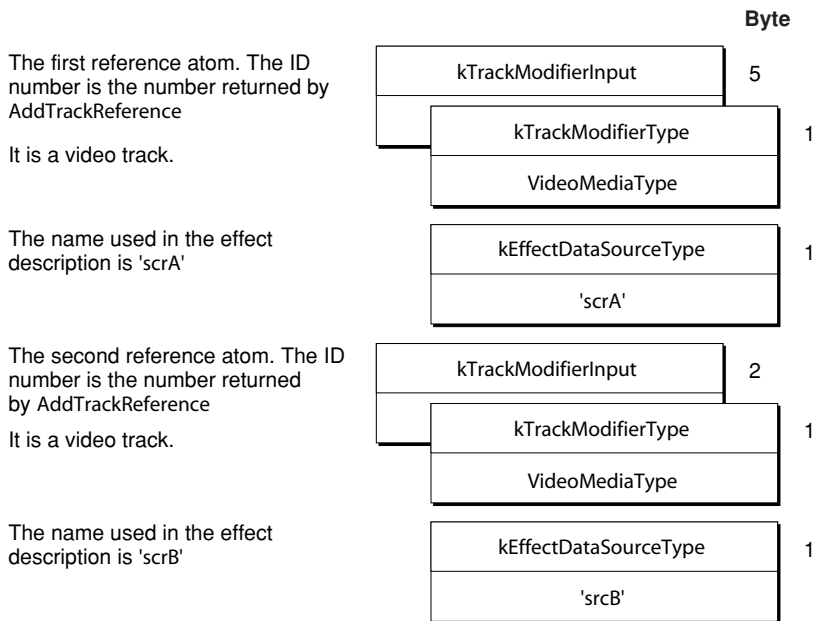 Byte
The first reference atom. The ID
number is the number returned by
AddTrackReference
kTrackModifierInput 5
kTrackModifierType 1
It is a video track.
VideoMediaType
The name used in the effect
description is 'scrA'
kEffectDataSourceType 1
'scrA'
The second reference atom. The ID
number is the number returned
by AddTrackReference
kTrackModifierInput 2
kTrackModifierType 1
It is a video track.
VideoMediaType
The name used in the effect
description is 'scrB'
kEffectDataSourceType 1
'srcB'